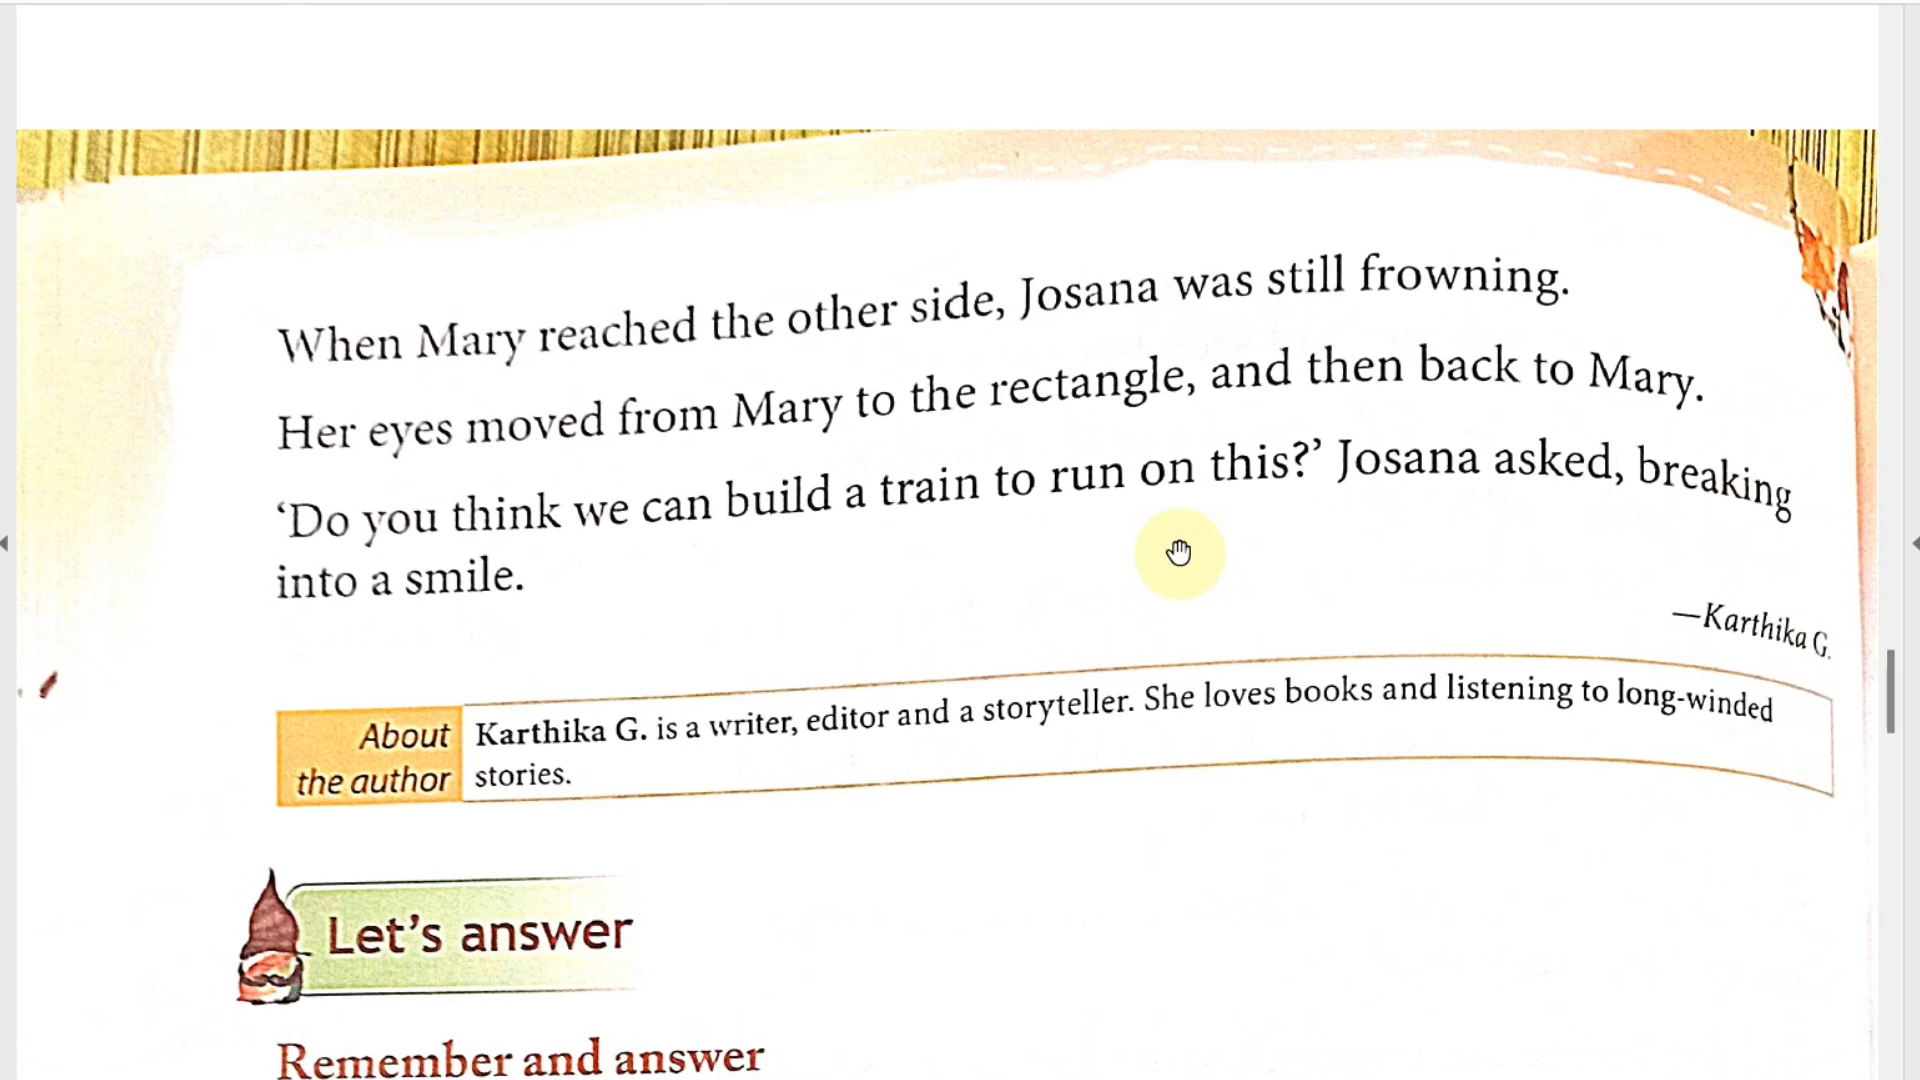 When Mary reached the other side, Josana was still frowning.
Her eyes moved from Mary to the rectangle, and then back to Mary.
‘Do you think we can build a train to run on this?’ Josana asked, breaking
into a smile.
—Karthika G.
About
the author
Karthika G. is a writer, editor and a storyteller. She loves books and listening to long-winded
stories.
Let’s answer
Remember and answer